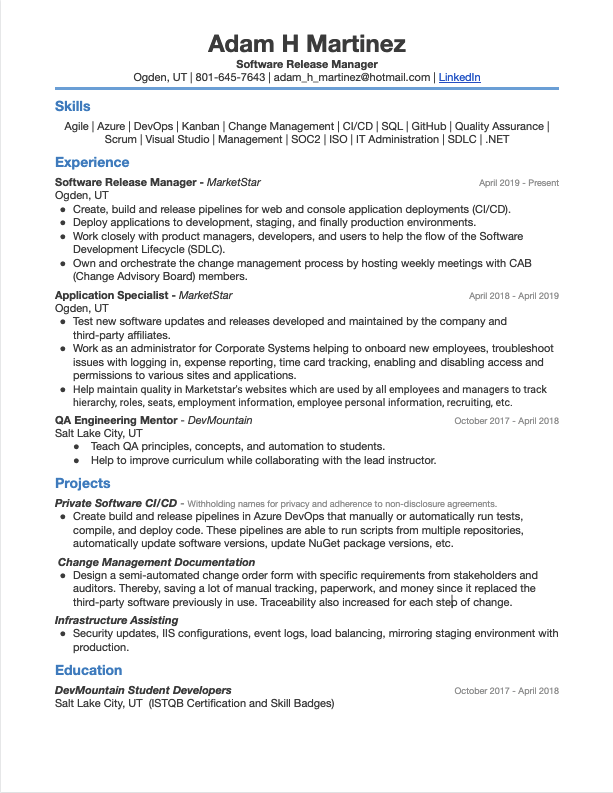 Adam H Martinez
Software Release Manager
Ogden, UT | 801-645-7643 | adam_h_martinez@hotmail.com | LinkedIn
Skills
Agile | Azure | DevOps | Kanban | Change Management | CI/CD | SQL | GitHub | Quality Assurance |
Scrum | Visual Studio | Management | SOC2 | ISO | IT Administration | SDLC | .NET
Experience
Software Release Manager - MarketStar April 2019 - Present
Ogden, UT
● Create, build and release pipelines for web and console application deployments (CI/CD).
● Deploy applications to development, staging, and finally production environments.
● Work closely with product managers, developers, and users to help the flow of the Software
Development Lifecycle (SDLC).
● Own and orchestrate the change management process by hosting weekly meetings with CAB
(Change Advisory Board) members.
Application Specialist - MarketStar April 2018 - April 2019
Ogden, UT
● Test new software updates and releases developed and maintained by the company and
third-party affiliates.
● Work as an administrator for Corporate Systems helping to onboard new employees, troubleshoot
issues with logging in, expense reporting, time card tracking, enabling and disabling access and
permissions to various sites and applications.
● Help maintain quality in Marketstar's websites which are used by all employees and managers to track
hierarchy, roles, seats, employment information, employee personal information, recruiting, etc.
QA Engineering Mentor - DevMountain October 2017 - April 2018
Salt Lake City, UT
● Teach QA principles, concepts, and automation to students.
● Help to improve curriculum while collaborating with the lead instructor.
Projects
Private Software CI/CD - Withholding names for privacy and adherence to non-disclosure agreements.
● Create build and release pipelines in Azure DevOps that manually or automatically run tests,
compile, and deploy code. These pipelines are able to run scripts from multiple repositories,
automatically update software versions, update NuGet package versions, etc.
Change Management Documentation
● Design a semi-automated change order form with specific requirements from stakeholders and
auditors. Thereby, saving a lot of manual tracking, paperwork, and money since it replaced the
third-party software previously in use. Traceability also increased for each step of change.
Infrastructure Assisting
● Security updates, IIS configurations, event logs, load balancing, mirroring staging environment with
production.
Education
DevMountain Student Developers October 2017 - April 2018
Salt Lake City, UT (ISTQB Certification and Skill Badges)